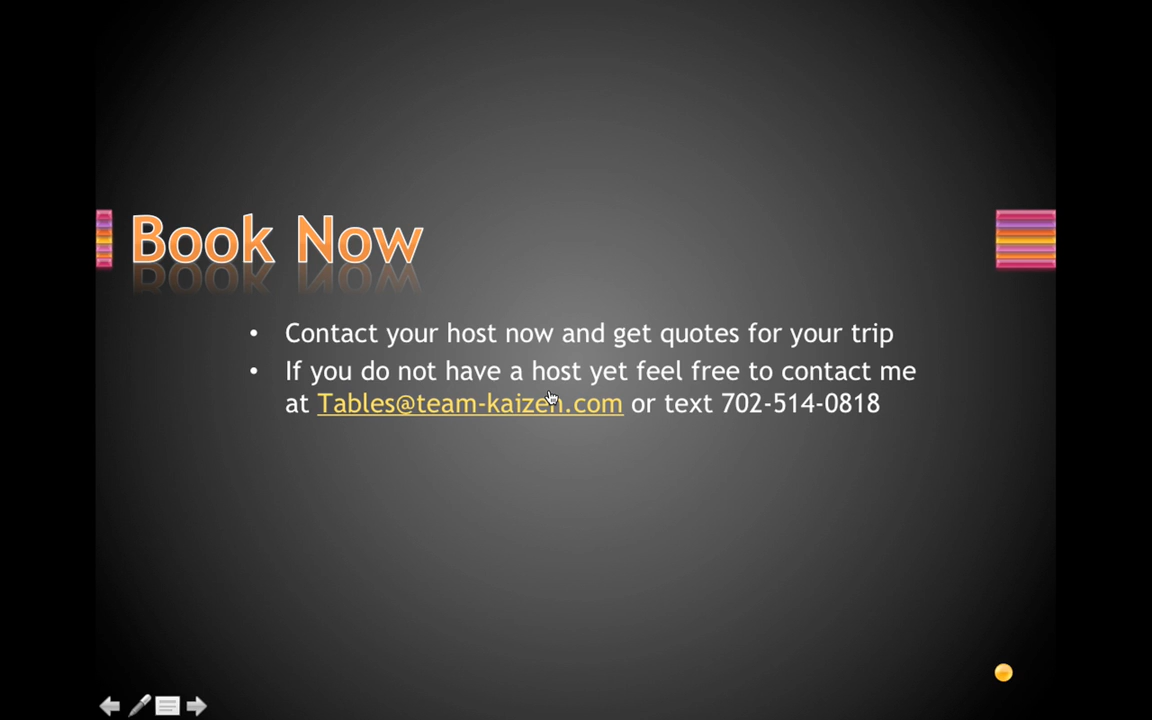 Book Now
• Contact your host now and get quotes for your trip
• If you do not have a host yet feel free to contact me
at Tables@team-kaizen.com or text 702-514-0818